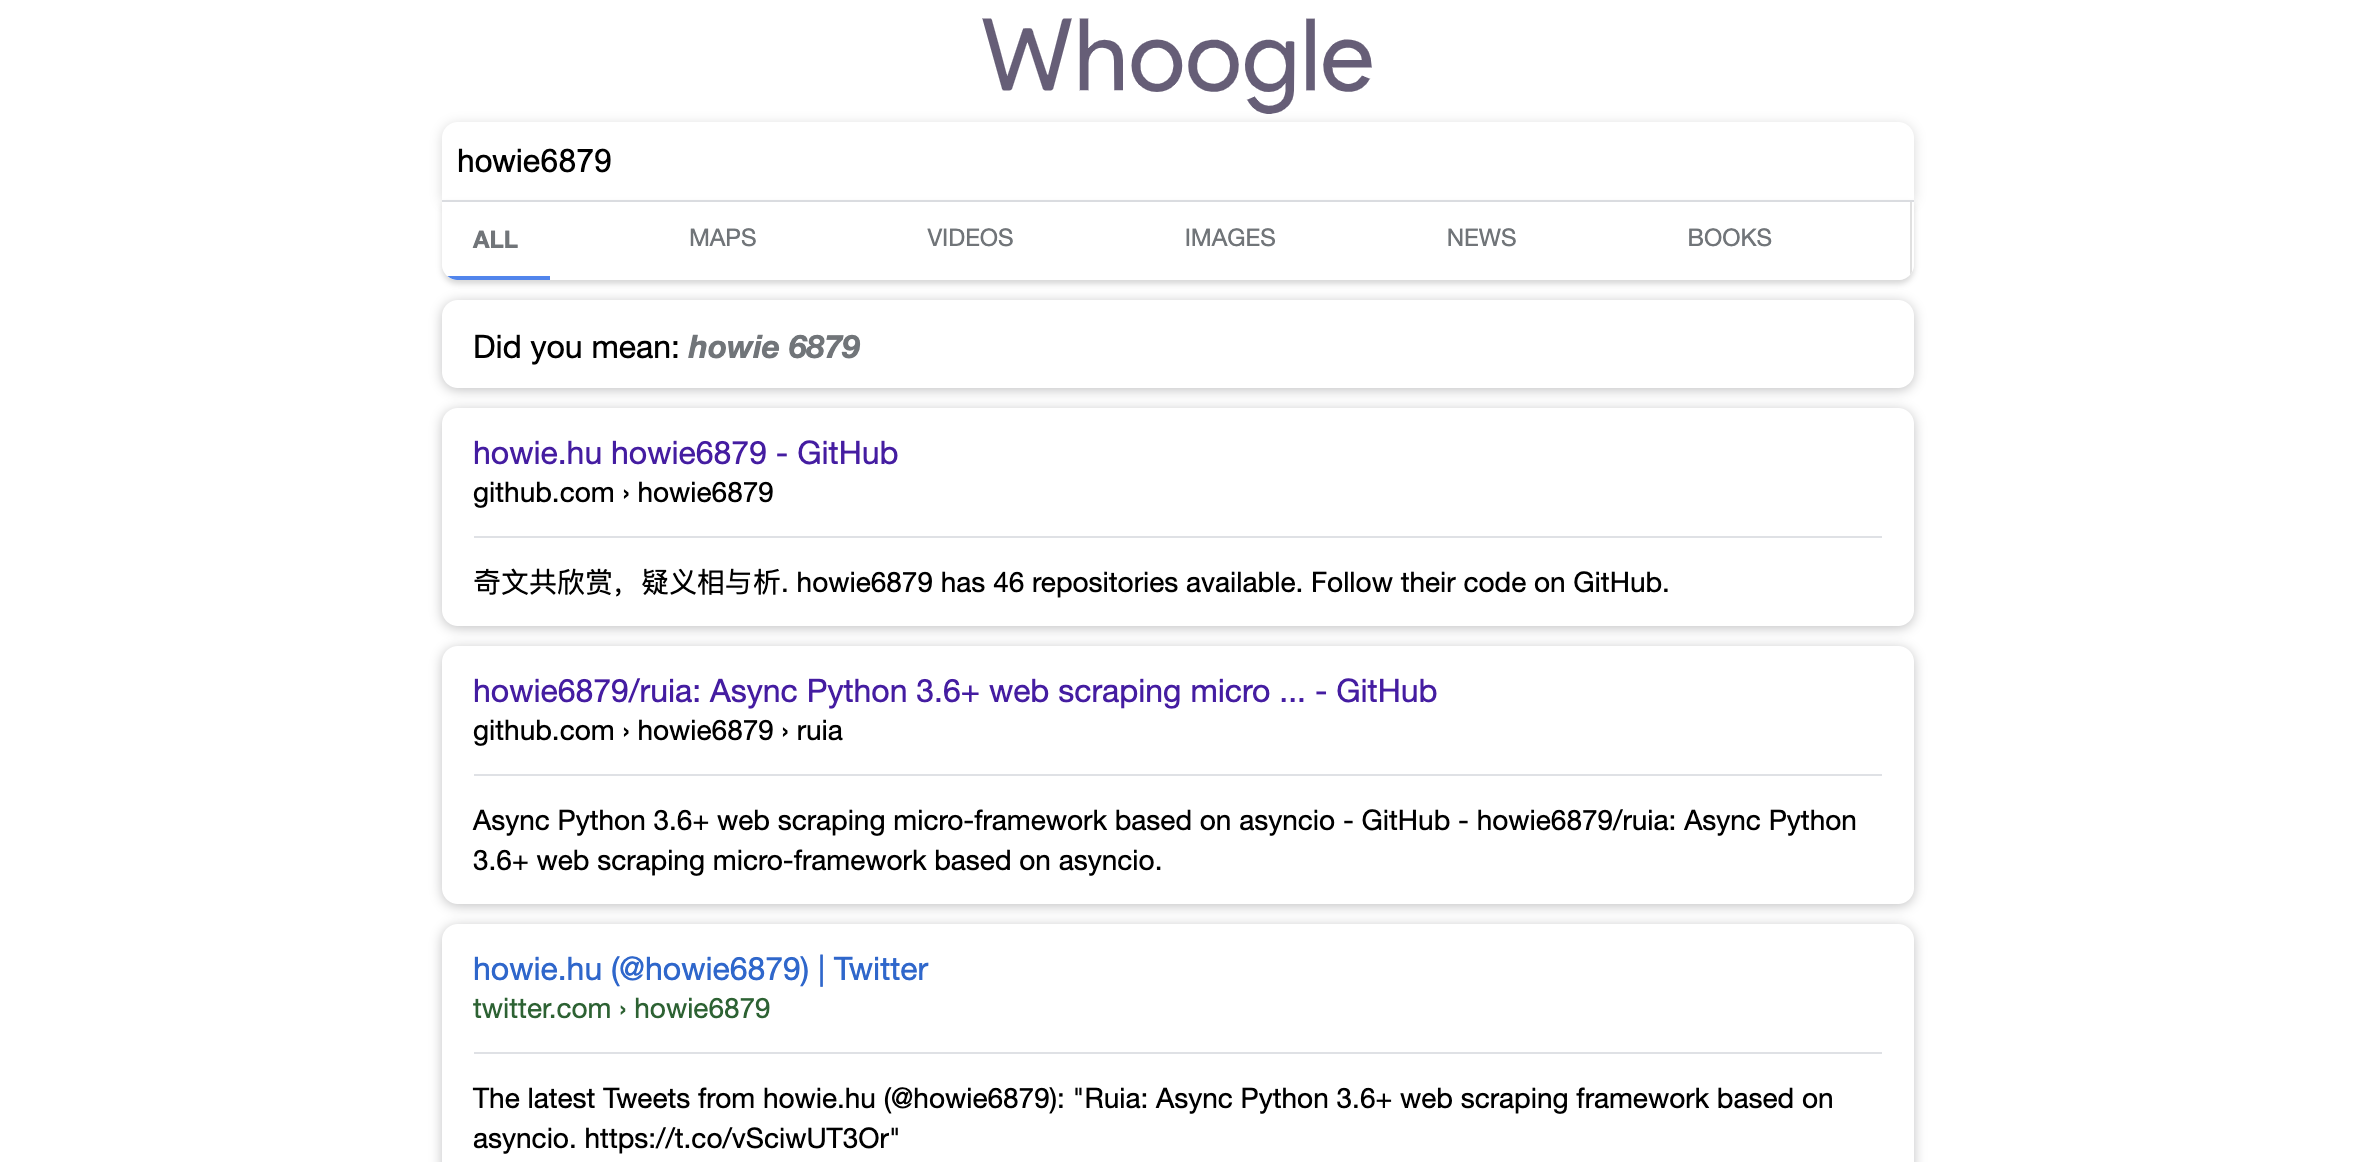 Whoogle
howie6879
ALL MAPS VIDEOS IMAGES NEWS BOOKS
Did you mean: howie 6879
howie.hu howie6879 - GitHub
github.com › howie6879
奇文共欣赏，疑义相与析. howie6879 has 46 repositories available. Follow their code on GitHub.
howie6879/ruia: Async Python 3.6+ web scraping micro ... - GitHub
github.com › howie6879 › ruia
Async Python 3.6+ web scraping micro-framework based on asyncio - GitHub - howie6879/ruia: Async Python
3.6+ web scraping micro-framework based on asyncio.
howie.hu (@howie6879) | Twitter
twitter.com › howie6879
The latest Tweets from howie.hu (@howie6879): "Ruia: Async Python 3.6+ web scraping framework based on
asyncio. https://t.co/vSciwUT3Or"